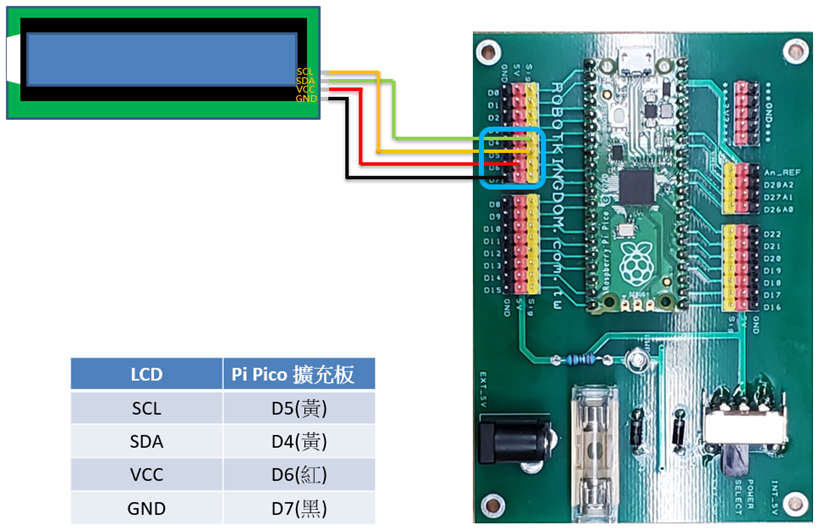 SCL
SDA
VCC
GND
GND
5V
Sig
D0
D1
D2
D4
D5
D6
D7
D8
D9
D10
D11
D12
D13
D14
D15
GND
5V
Sig
ROBOTKINGDOM.com.tw
Raspberry Pi Pico
***GND***
An_REF
D28A2
D27A1
D26A0
D22
D21
D20
D19
D18
D17
D16
Sig
5V
GND
EXT_5V
POWER
SELECT
INT_5V
LCD Pi Pico 擴充板
SCL D5(黃)
SDA D4(黃)
VCC D6(紅)
GND D7(黑)